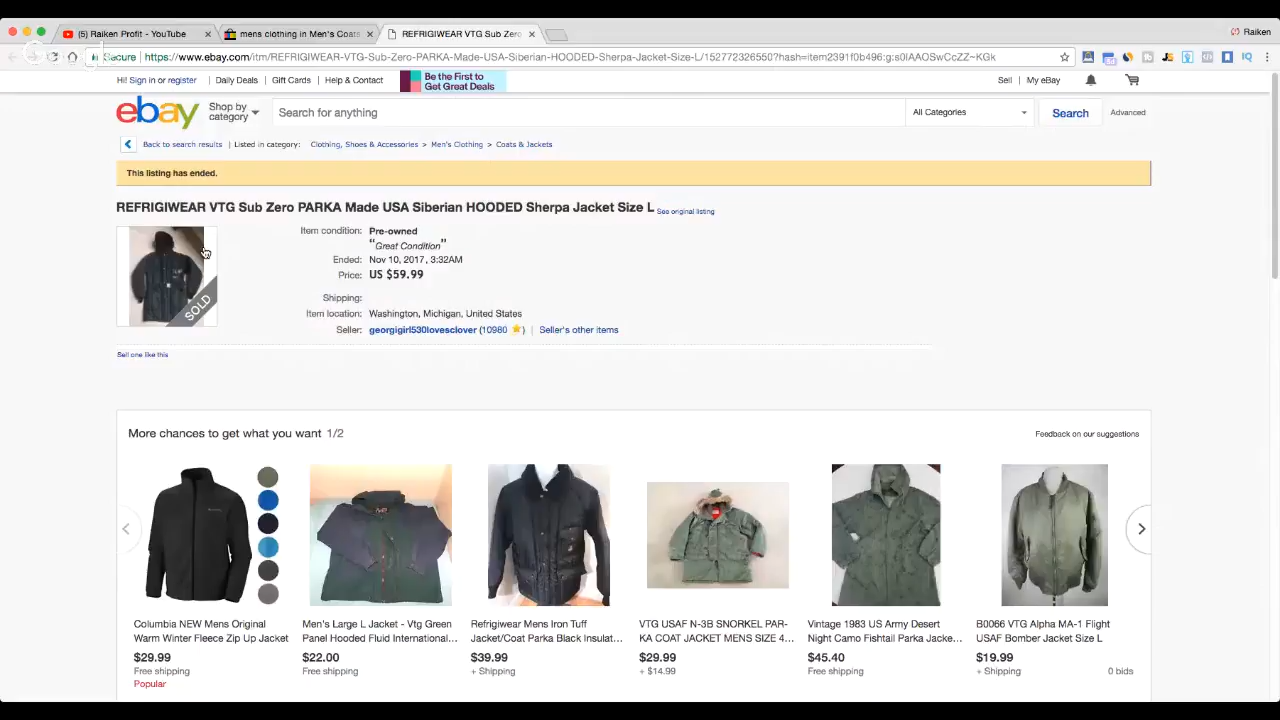 (5) Raiken Profit - YouTube
mens clothing in Men's Coats
REFRIGIWEAR VTG Sub Zero
Raiken
Secure https://www.ebay.com/itm/REFRIGIWEAR-VTG-Sub-Zero-PARKA-Made-USA-Siberian-HOODED-Sherpa-Jacket-Size-L/152772326550?hash=item2391f0b496:g:s0IAAOSwCcZZ~KGk
Hi! Sign in or register
Daily Deals
Gift Cards
Help & Contact
Be the First to
Get Great Deals
Sell
My eBay
ebay
Shop by
category
Search for anything
All Categories
Search
Advanced
Back to search results
Listed in category:
Clothing, Shoes & Accessories > Men's Clothing > Coats & Jackets
This listing has ended.
REFRIGIWEAR VTG Sub Zero PARKA Made USA Siberian HOODED Sherpa Jacket Size L
See original listing
SOLD
Item condition: Pre-owned
"Great Condition"
Ended: Nov 10, 2017 , 3:32AM
Price: US $59.99
Shipping:
Item location: Washington, Michigan, United States
Seller: georgigirl530lovesclover (10980 ) | Seller's other items
Sell one like this
More chances to get what you want 1/2
Feedback on our suggestions
Columbia NEW Mens Original
Warm Winter Fleece Zip Up Jacket
$29.99
Free shipping
Popular
Men's Large L Jacket - Vtg Green
Panel Hooded Fluid International...
$22.00
Free shipping
Refrigiwear Mens Iron Tuff
Jacket/Coat Parka Black Insulat...
$39.99
+ Shipping
VTG USAF N-3B SNORKEL PAR-
KA COAT JACKET MENS SIZE 4...
$29.99
+ $14.99
Vintage 1983 US Army Desert
Night Camo Fishtail Parka Jacke...
$45.40
Free shipping
B0066 VTG Alpha MA-1 Flight
USAF Bomber Jacket Size L
$19.99
+ Shipping
0 bids